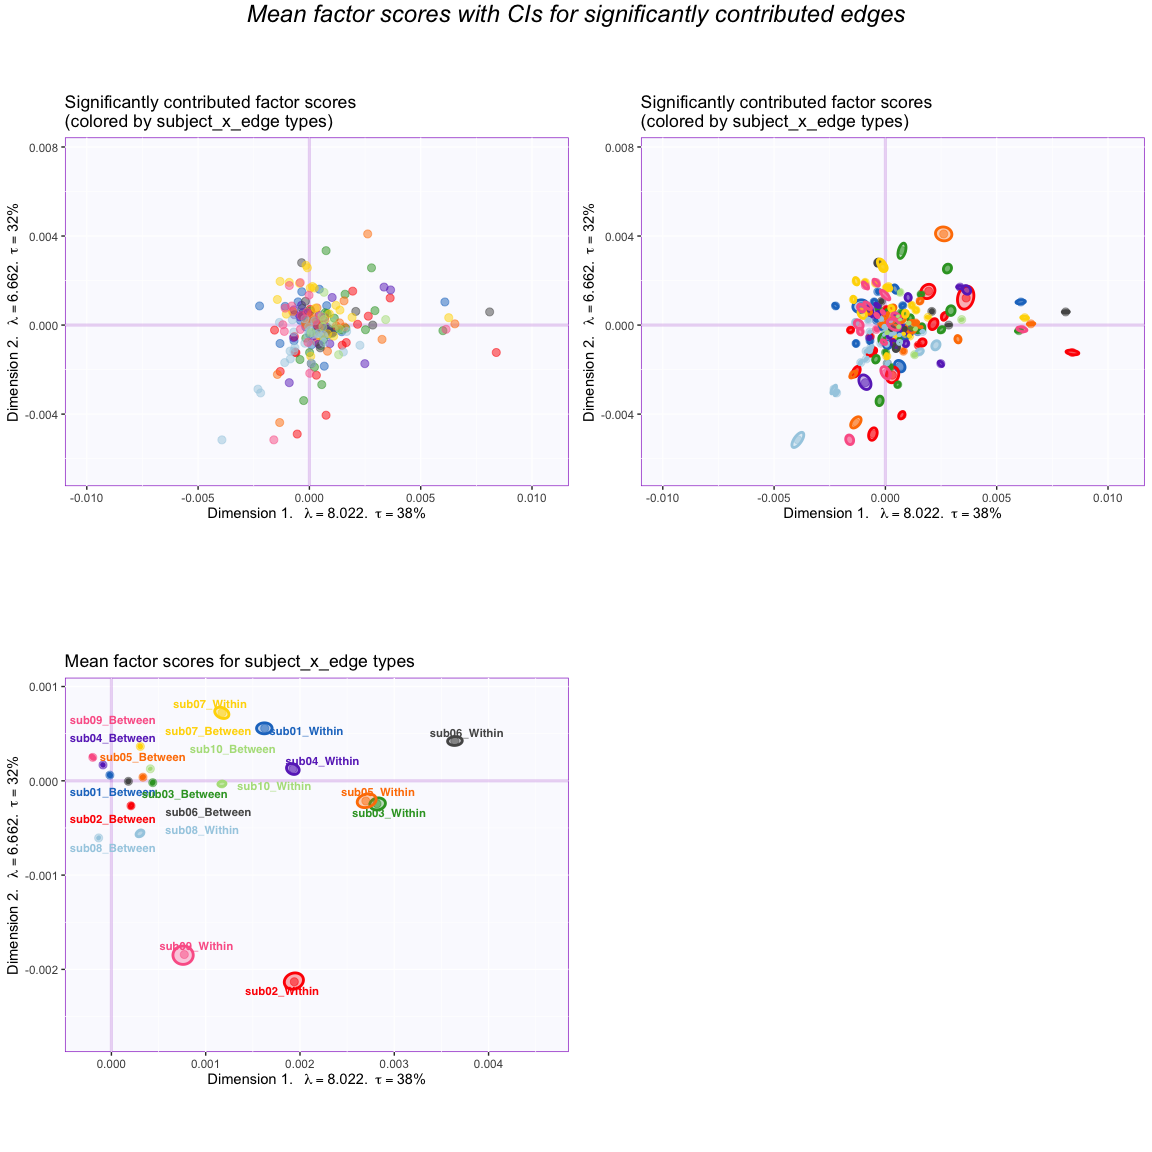 Mean factor scores with CIs for significantly contributed edges
Significantly contributed factor scores
(colored by subject_x_edge types)
0.008
0.004
0.000
-0.004
-0.010
-0.005
0.000
0.005
0.010
Dimension 1. λ = 8.022. τ = 38%
Dimension 2. λ = 6.662. τ = 32%
Significantly contributed factor scores
(colored by subject_x_edge types)
0.008
0.004
0.000
-0.004
-0.010
-0.005
0.000
0.005
0.010
Dimension 1. λ = 8.022. τ = 38%
Dimension 2. λ = 6.662. τ = 32%
Mean factor scores for subject_x_edge types
0.001
0.000
-0.001
-0.002
sub07_Within
sub09_Between
sub07_Between
sub01_Within
sub06_Within
sub04_Between
sub10_Between
sub05_Between
sub04_Within
sub10_Within
sub01_Between
sub03_Between
sub05_Within
sub06_Between
sub03_Within
sub02_Between
sub08_Within
sub08_Between
sub09_Within
sub02_Within
0.000
0.001
0.002
0.003
0.004
Dimension 1. λ = 8.022. τ = 38%
Dimension 2. λ = 6.662. τ = 32%